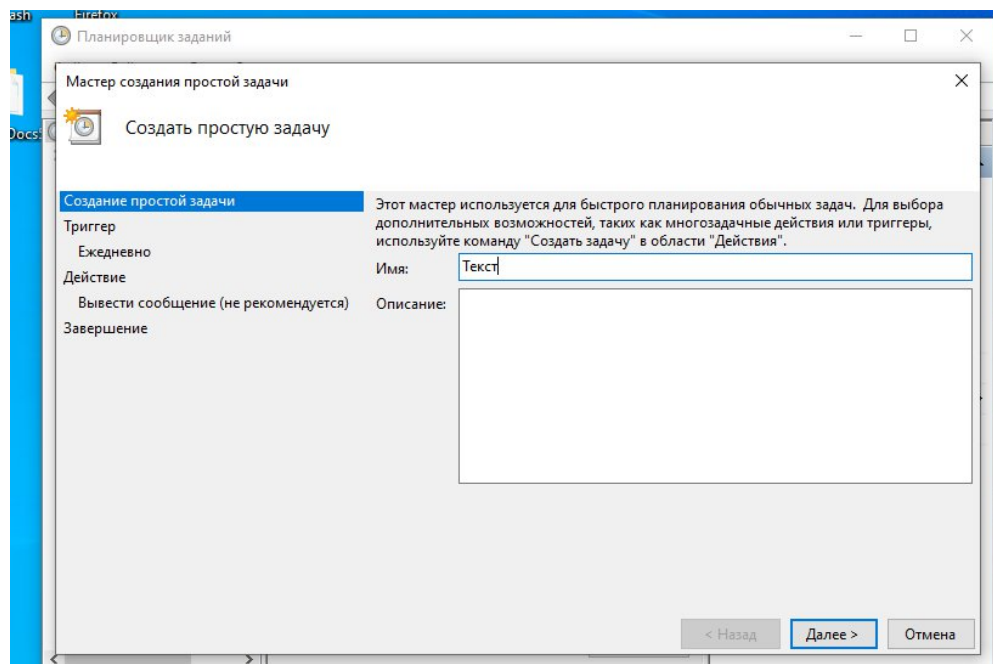 Firefox
Планировщик заданий
Мастер создания простой задачи
Создать простую задачу
Создание простой задачи
Триггер
Ежедневно
Действие
Вывести сообщение (не рекомендуется)
Завершение
Этот мастер используется для быстрого планирования обычных задач. Для выбора
дополнительных возможностей, таких как многозадачные действия или триггеры,
используйте команду "Создать задачу" в области "Действия".
Имя:
Текст
Описание:
< Назад
Далее >
Отмена